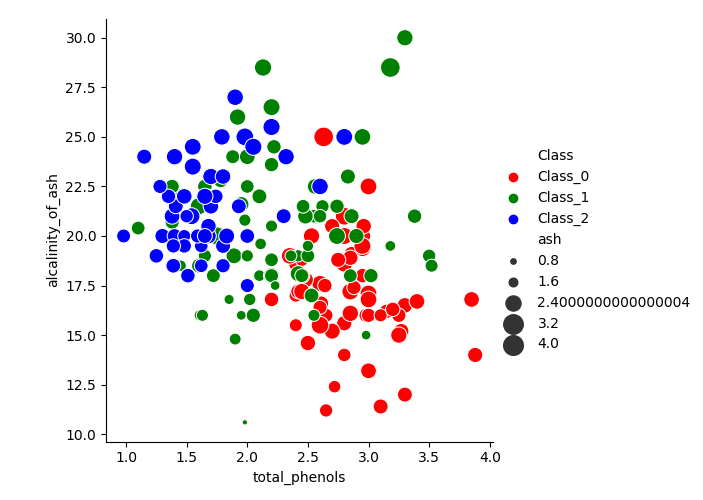 30.0
27.5
25.0
22.5
20.0
17.5
15.0
12.5
10.0
alcalinity_of_ash
1.0 1.5 2.0 2.5 3.0 3.5 4.0
total_phenols
Class
Class_0
Class_1
Class_2
ash
0.8
1.6
2.4000000000000004
3.2
4.0